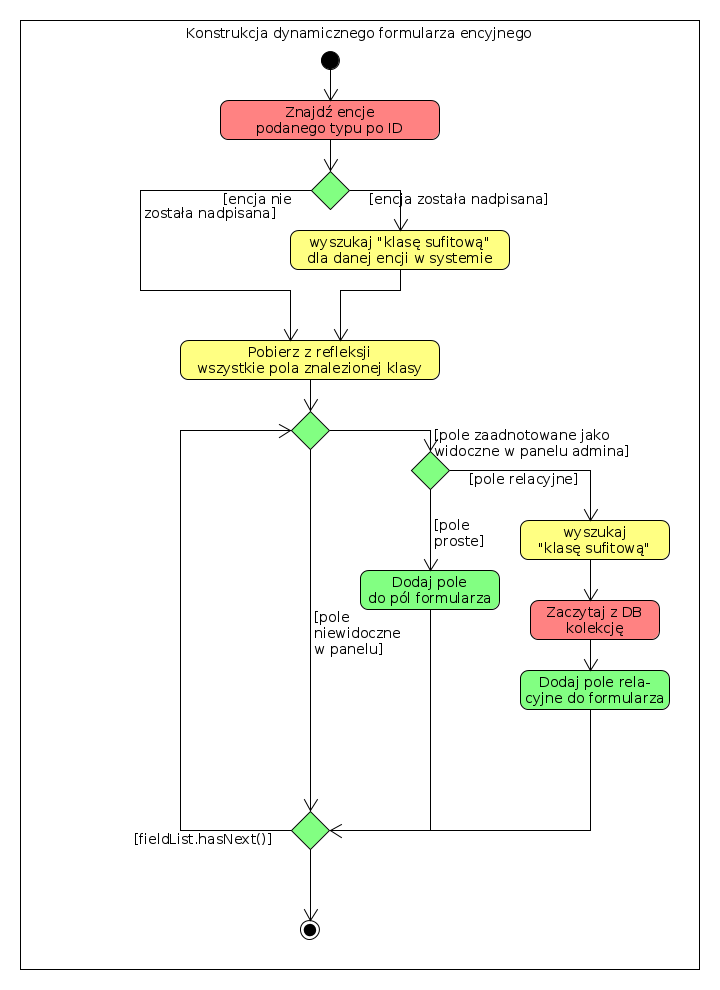 Konstrukcja dynamicznego formularza encyjnego
Znajdź encje
podanego typu po ID
[encja nie
została nadpisana]
[encja została nadpisana]
wyszukaj "klasę sufitową"
dla danej encji w systemie
Pobierz z refleksji
wszystkie pola znalezionej klasy
[pole zaadnotowane jako
widoczne w panelu admina]
[pole relacyjne]
[pole
proste]
wyszukaj
"klasę sufitową"
Dodaj pole
do pól formularza
Zaczytaj z DB
kolekcję
[pole
niewidoczne
w panelu]
Dodaj pole rela-
cyjne do formularza
[fieldList.hasNext()]